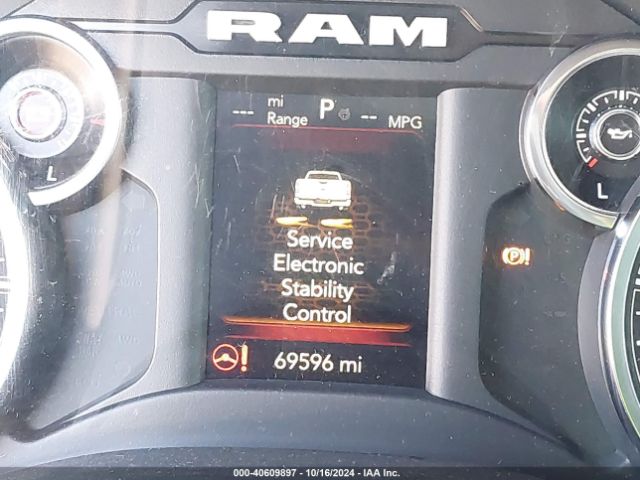 RAM
mi
--- Range P -- MPG
Service
Electronic
Stability
Control
L
L
P!
! 69596 mi
000-40609897 - 10/16/2024 - IAA Inc.